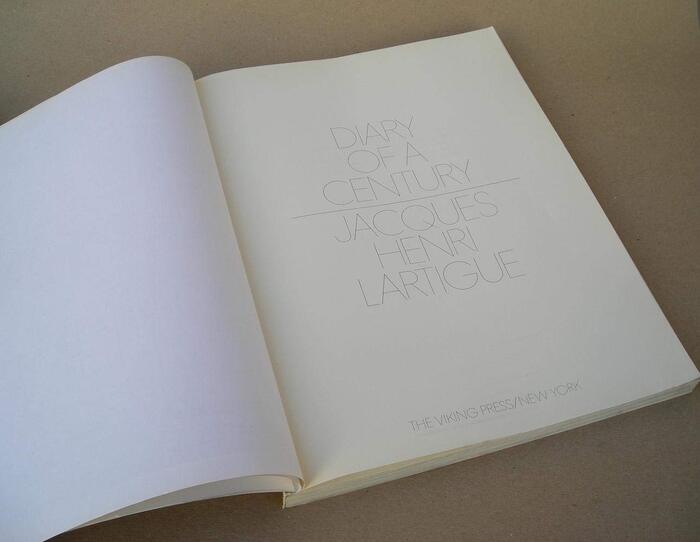 DIARY
OF A
CENTURY
JACQUES
HENRI
LARTIGUE
THE VIKING PRESS/NEW YORK